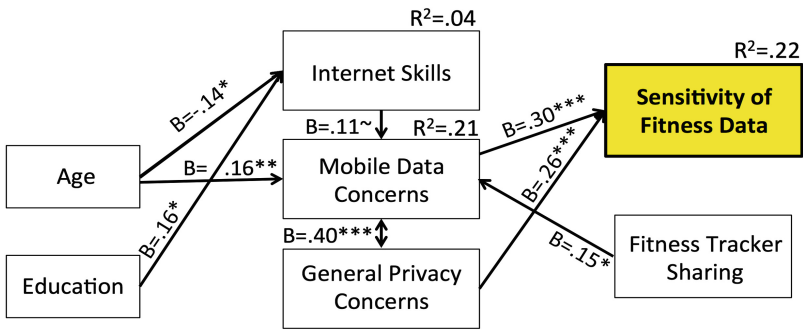 R²=.04
Internet Skills
R²=.22
Sensitivity of
Fitness Data
B=-.14*
B=.11~
R²=.21
B=.30***
Age
B= .16**
Mobile Data
Concerns
B=.26***
B=.16*
B=.40***
B=.15*
Fitness Tracker
Sharing
Education
General Privacy
Concerns